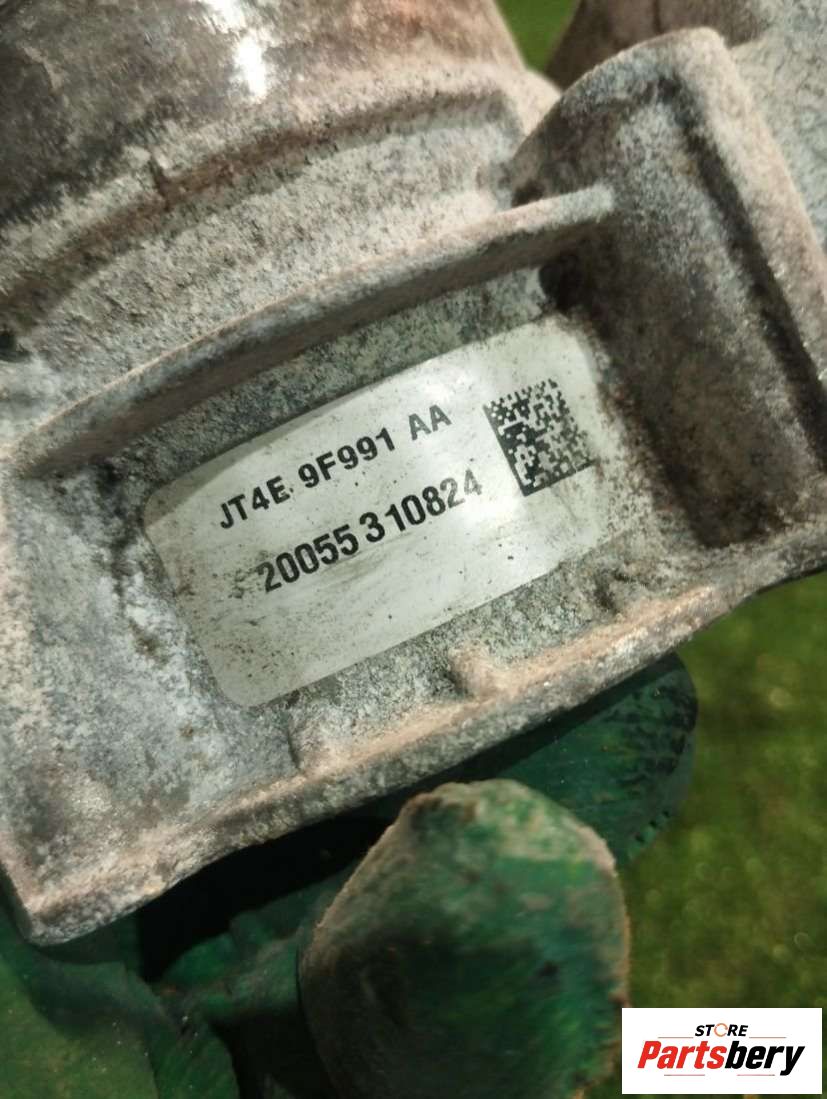 JT4E 9F991 AA
20055 310824
STORE
Partsbery